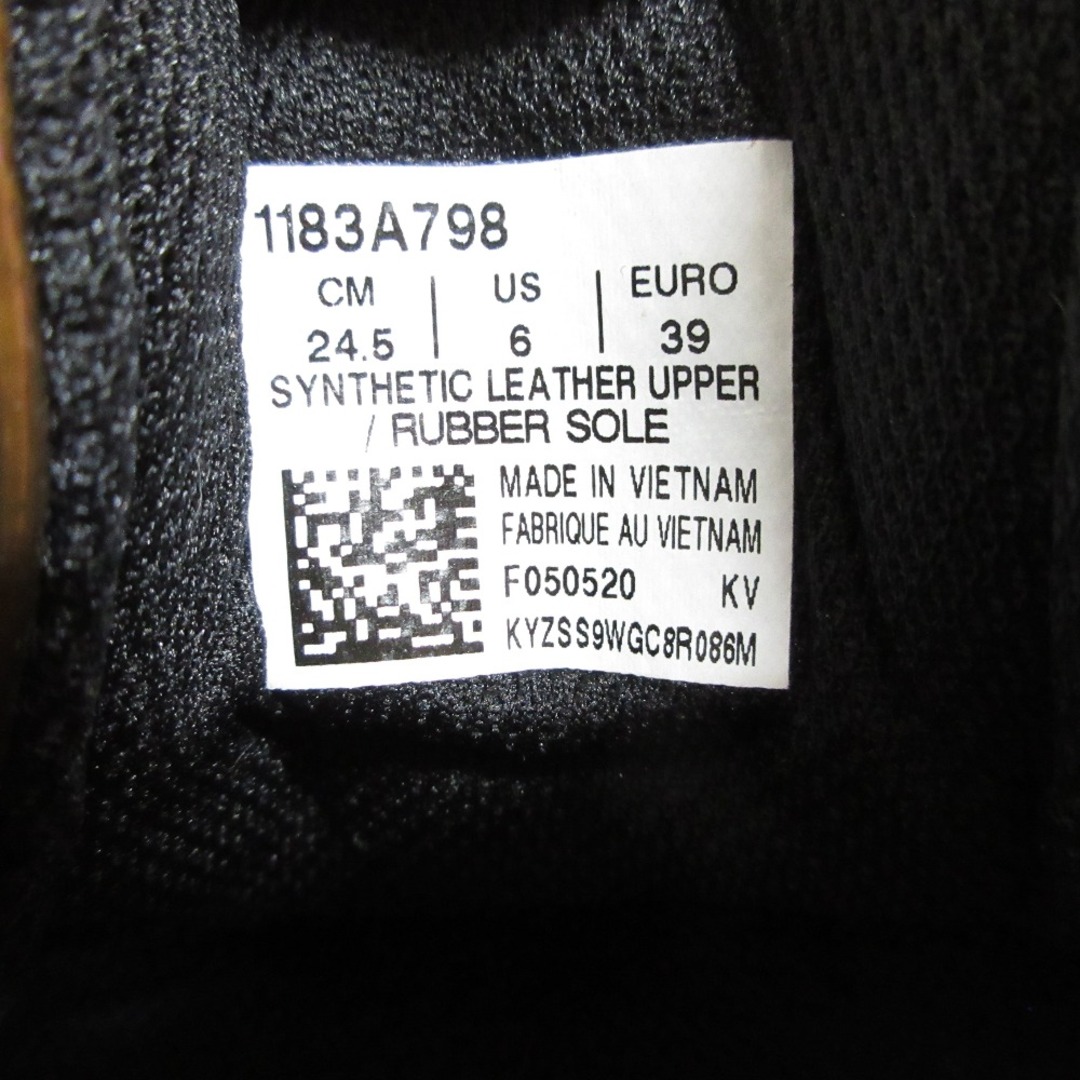 1183A798
CM | US | EURO
24.5 | 6 | 39
SYNTHETIC LEATHER UPPER
/ RUBBER SOLE
MADE IN VIETNAM
FABRIQUE AU VIETNAM
F050520 KV
KYZSS9WGC8R086M